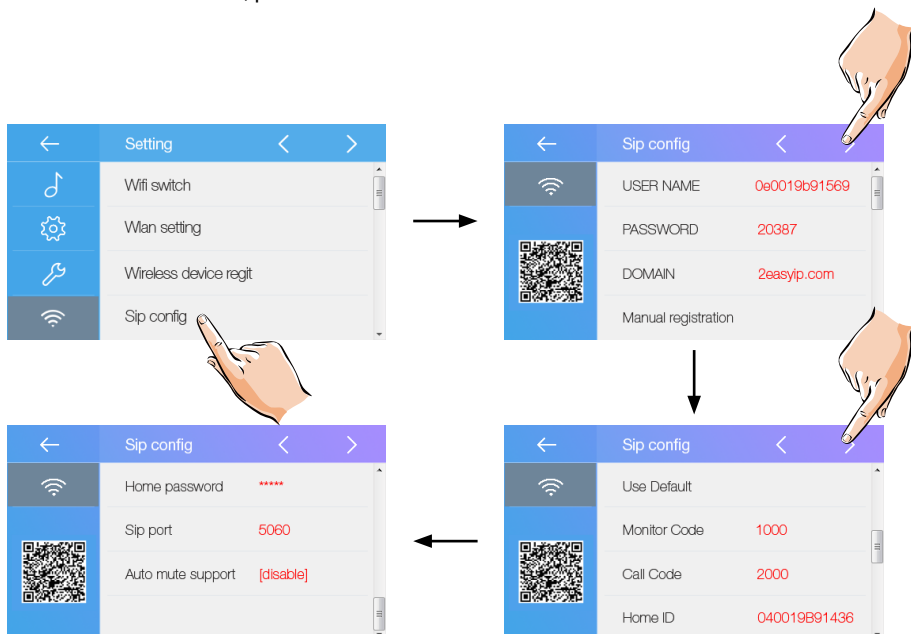 Setting
Wifi switch
Wlan setting
Wireless device regit
Sip config
Sip config
USER NAME 0e0019b91569
PASSWORD 20387
DOMAIN 2easyip.com
Manual registration
Sip config
Use Default
Monitor Code 1000
Call Code 2000
Home ID 040019B91436
Sip config
Home password *****
Sip port 5060
Auto mute support [disable]